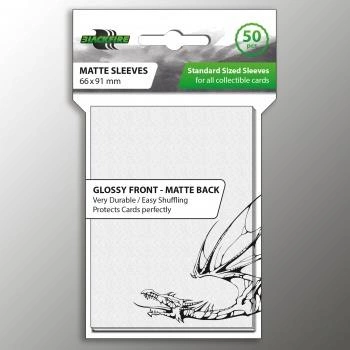 BLACKFIRE
50
pcs
MATTE SLEEVES
66 x 91 mm
Standard Sized Sleeves
for all collectible cards
GLOSSY FRONT - MATTE BACK
Very Durable / Easy Shuffling
Protects Cards perfectly